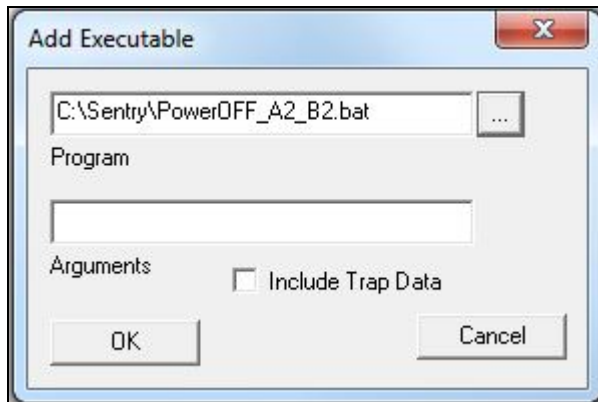 Add Executable
C:\Sentry\PowerOFF_A2_B2.bat
...
Program
Arguments
Include Trap Data
OK
Cancel